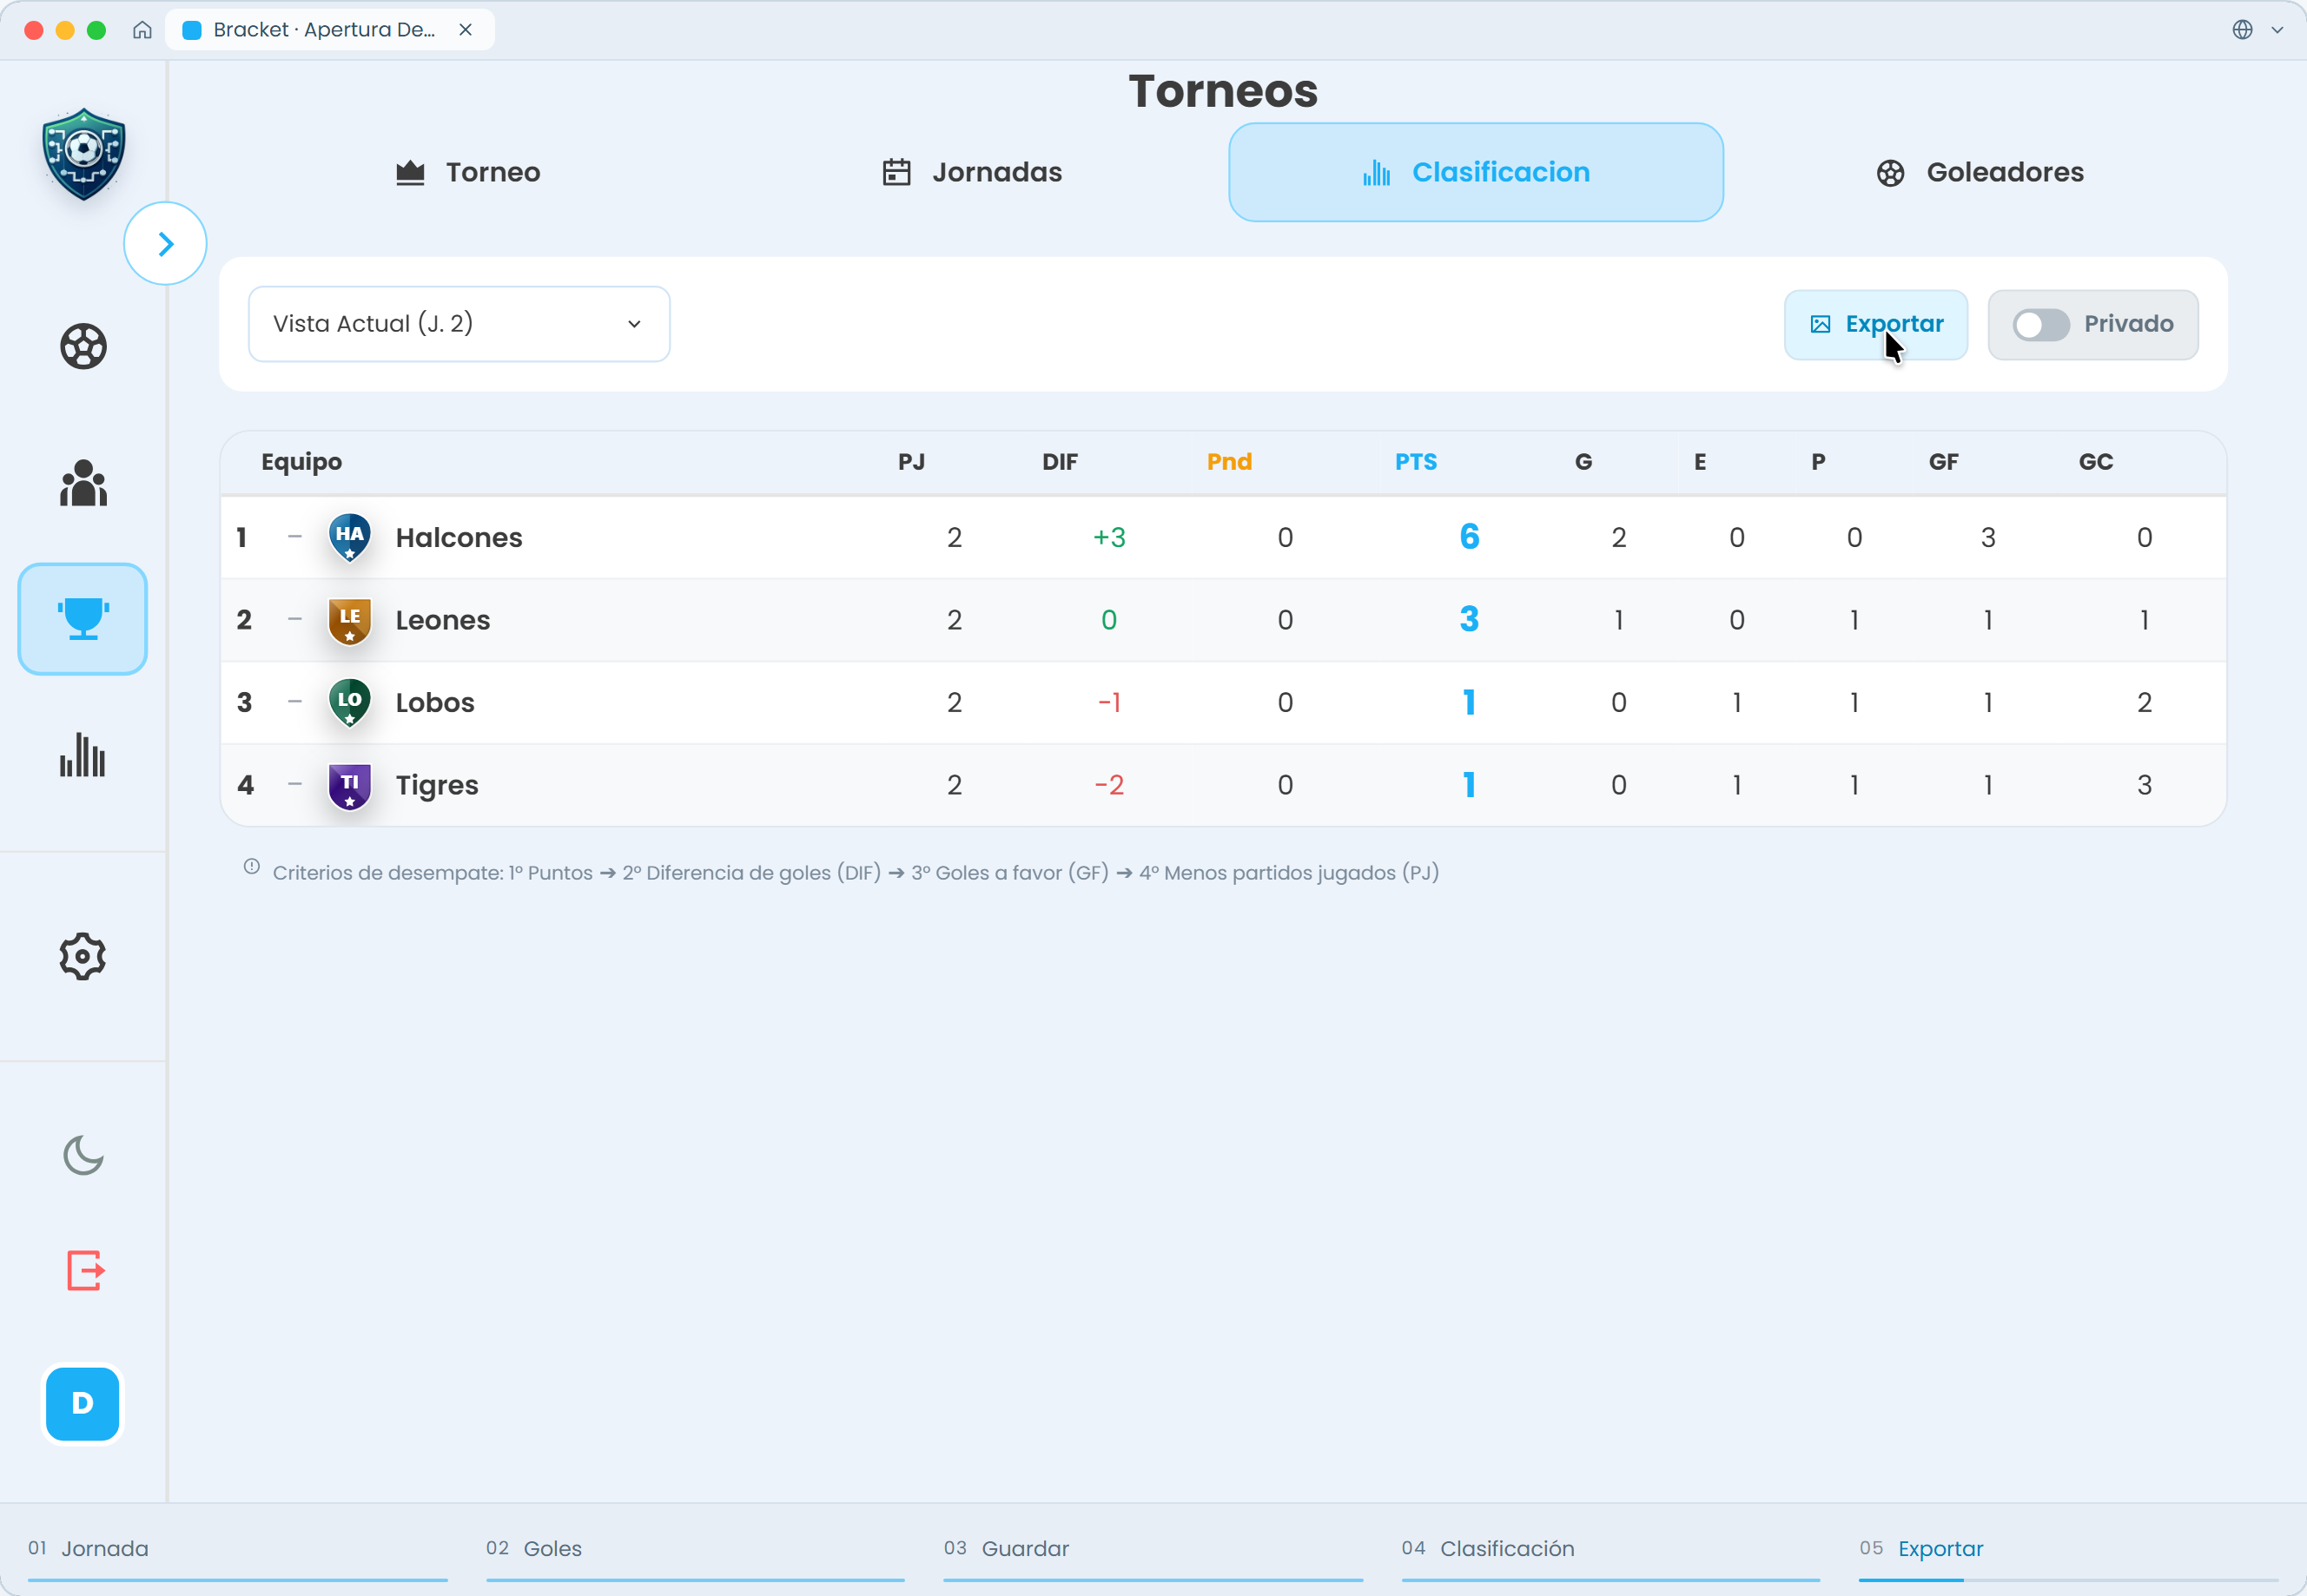 Bracket · Apertura De...
Torneos
Torneo
Jornadas
Clasificacion
Goleadores
Vista Actual (J. 2)
Exportar
Privado
Equipo PJ DIF Pnd PTS G E P GF GC
1 – HA Halcones 2 +3 0 6 2 0 0 3 0
2 – LE Leones 2 0 0 3 1 0 1 1 1
3 – LO Lobos 2 -1 0 1 0 1 1 1 2
4 – TI Tigres 2 -2 0 1 0 1 1 1 3
Criterios de desempate: 1º Puntos ➔ 2º Diferencia de goles (DIF) ➔ 3º Goles a favor (GF) ➔ 4º Menos partidos jugados (PJ)
D
01 Jornada
02 Goles
03 Guardar
04 Clasificación
05 Exportar